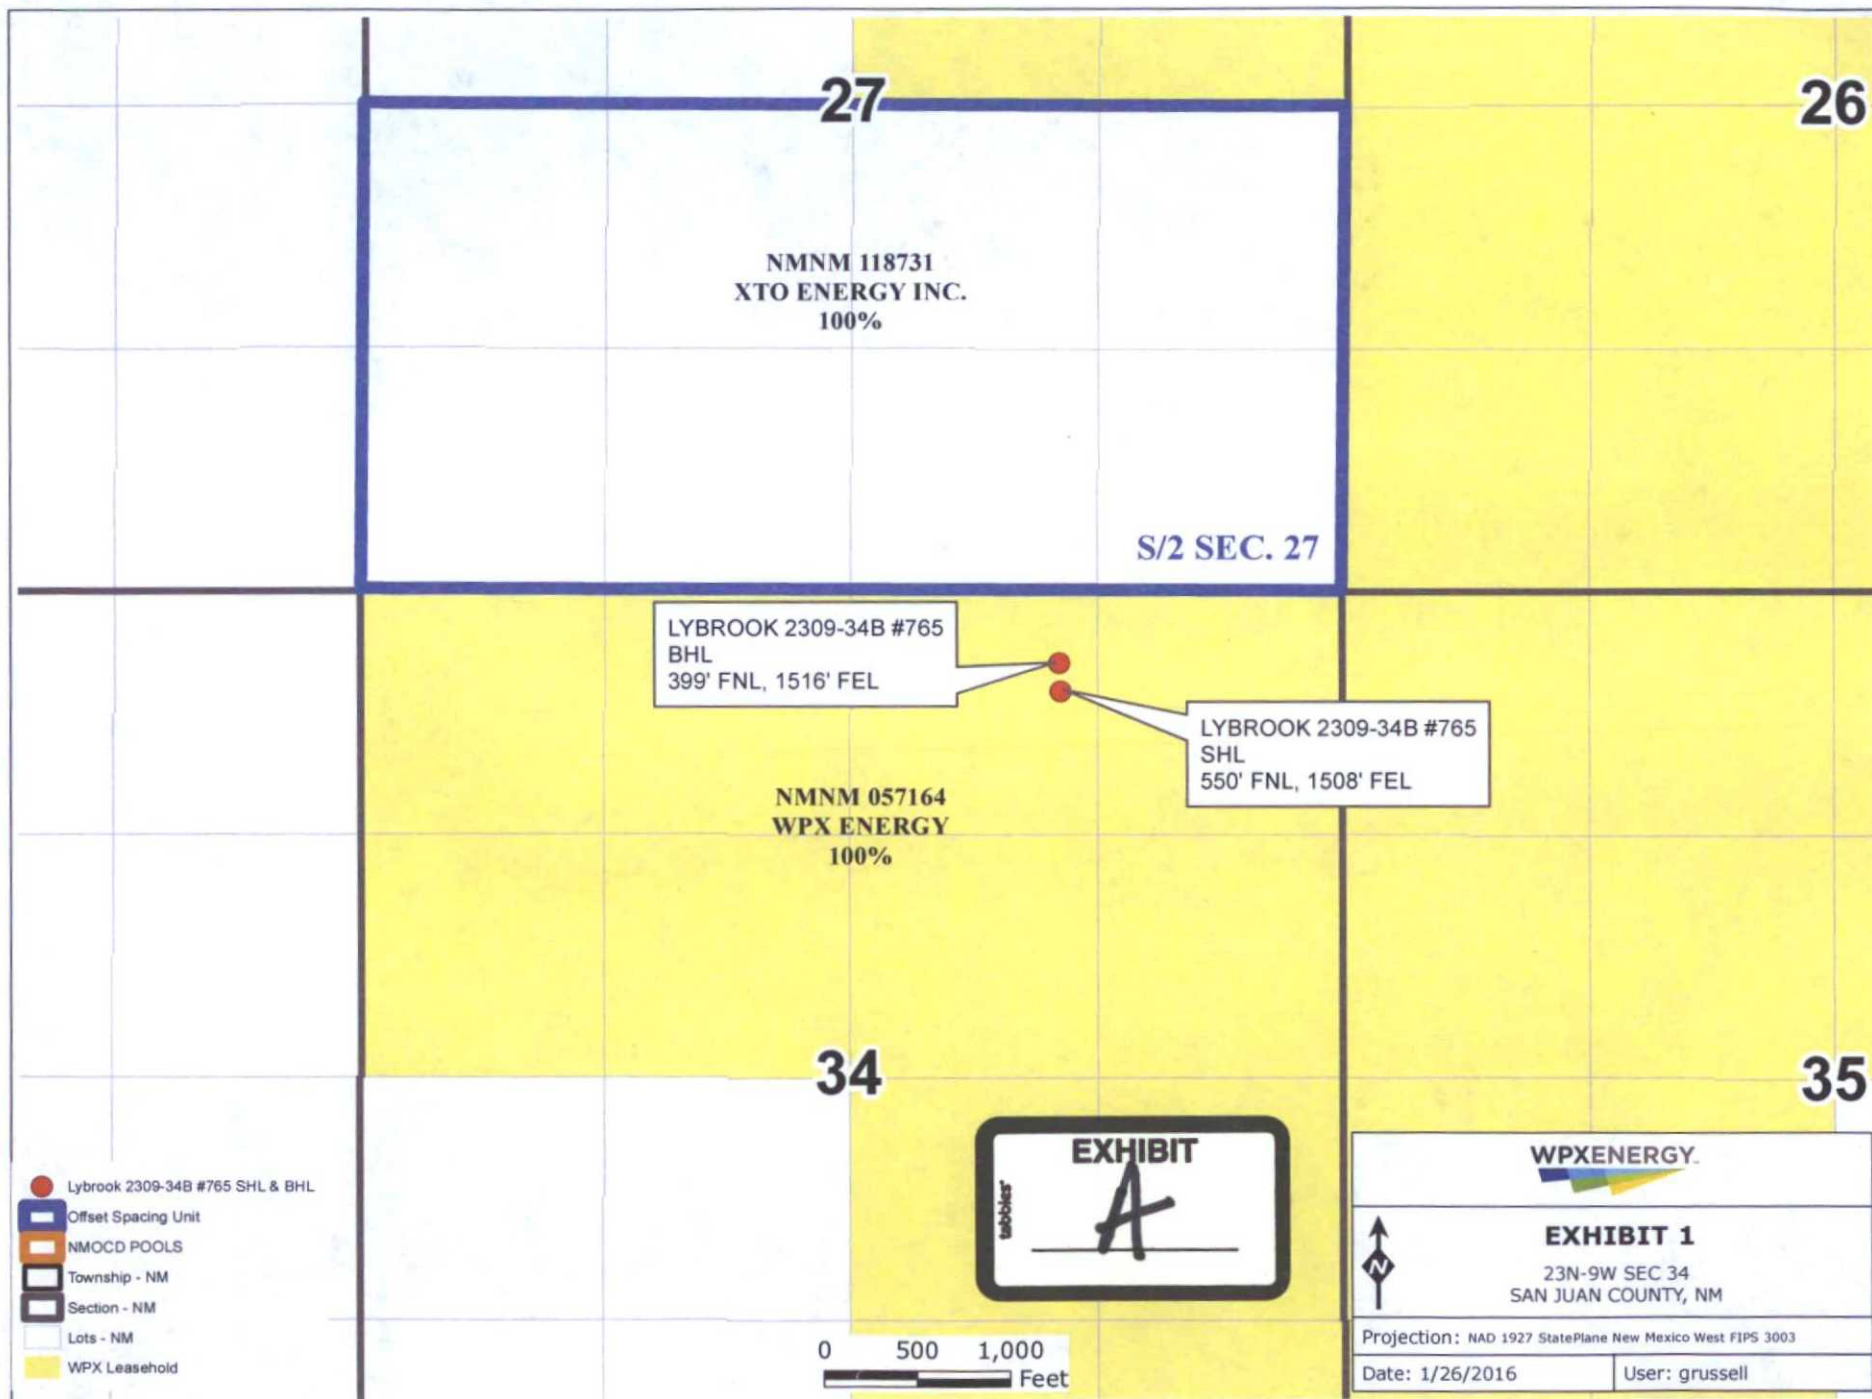 27
26
NMNM 118731
XTO ENERGY INC.
100%
S/2 SEC. 27
LYBROOK 2309-34B #765
BHL
399' FNL, 1516' FEL
LYBROOK 2309-34B #765
SHL
550' FNL, 1508' FEL
NMNM 057164
WPX ENERGY
100%
34
35
EXHIBIT
tabbies'
A
Lybrook 2309-34B #765 SHL & BHL
Offset Spacing Unit
NMOCD POOLS
Township - NM
Section - NM
Lots - NM
WPX Leasehold
0 500 1,000
Feet
WPXENERGY™
N
EXHIBIT 1
23N-9W SEC 34
SAN JUAN COUNTY, NM
Projection: NAD 1927 StatePlane New Mexico West FIPS 3003
Date: 1/26/2016 User: grussell